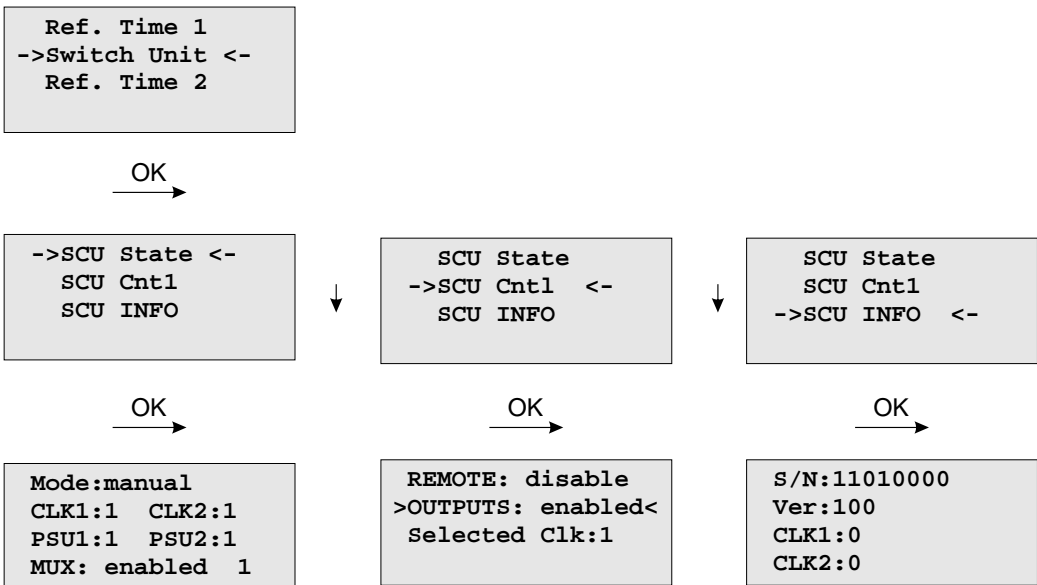 Ref. Time 1
->Switch Unit <-
Ref. Time 2
OK
->SCU State <-
SCU Cnt1
SCU INFO
SCU State
->SCU Cntl <-
SCU INFO
SCU State
SCU Cnt1
->SCU INFO <-
OK
OK
OK
Mode:manual
CLK1:1 CLK2:1
PSU1:1 PSU2:1
MUX: enabled 1
REMOTE: disable
>OUTPUTS: enabled<
Selected Clk:1
S/N:11010000
Ver:100
CLK1:0
CLK2:0